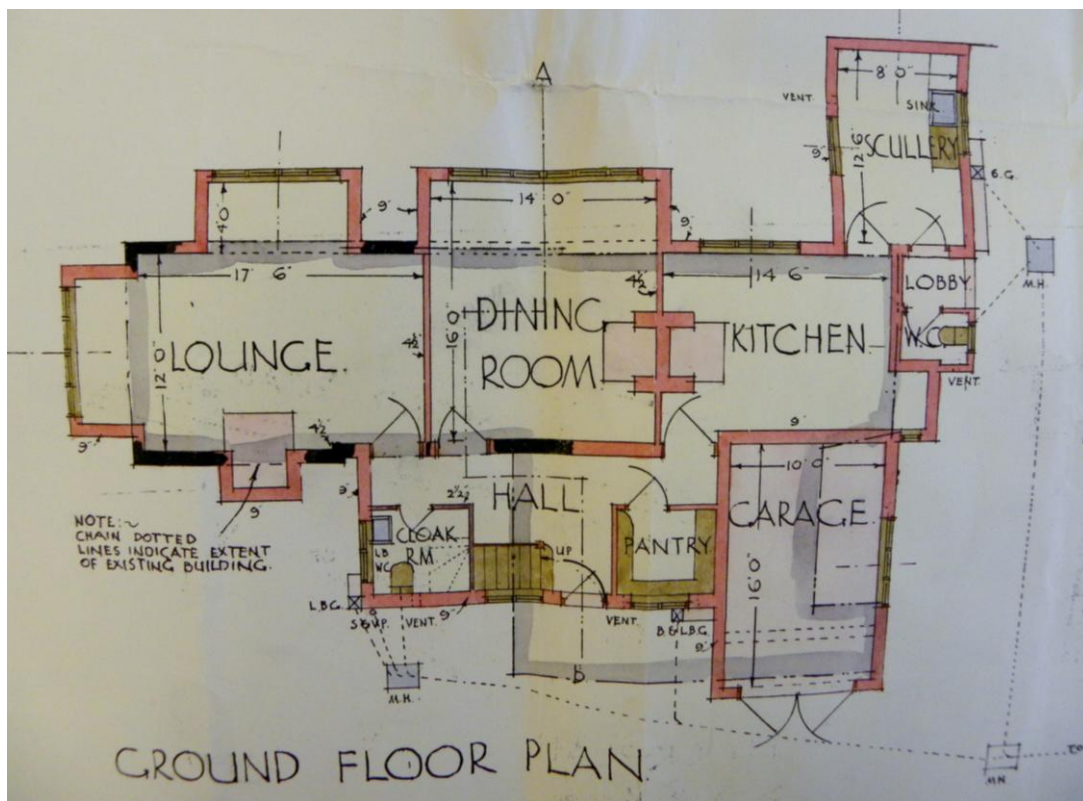 A
8' 0"
VENT.
SINK
SCULLERY
12' 6"
9"
B.G.
4' 0
9"
14' 0"
9"
17' 6"
14' 6"
4½
LOBBY
M.H.
DINING
ROOM
16' 0"
KITCHEN.
W.C.
LOUNGE.
4½
12' 0"
VENT.
9"
4½
9"
10' 0"
HALL
9"
2½"
GARAGE
9"
NOTE:~
CHAIN DOTTED
LINES INDICATE EXTENT
OF EXISTING BUILDING.
CLOAK
RM
LB
WC
UP
PANTRY.
16' 0"
L.B.G.
S.&V.P.
VENT.
9"
VENT.
B.&L.B.G.
9"
B
M.H.
GROUND FLOOR PLAN.
M.H.